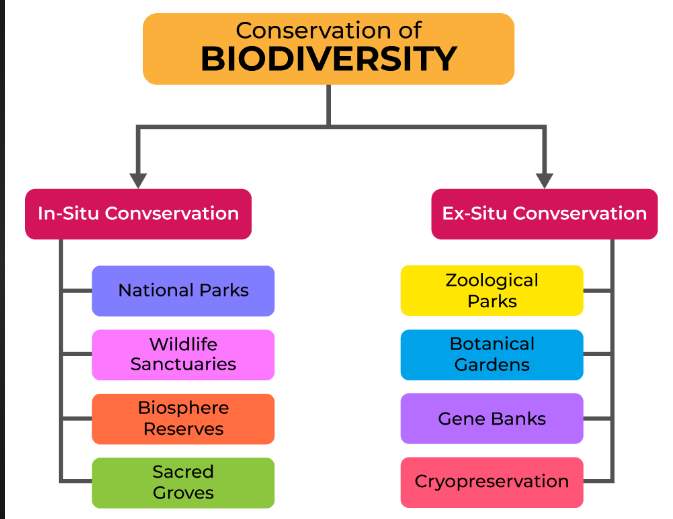 Conservation of
BIODIVERSITY
In-Situ Convservation
Ex-Situ Convservation
National Parks
Wildlife
Sanctuaries
Biosphere
Reserves
Sacred
Groves
Zoological
Parks
Botanical
Gardens
Gene Banks
Cryopreservation